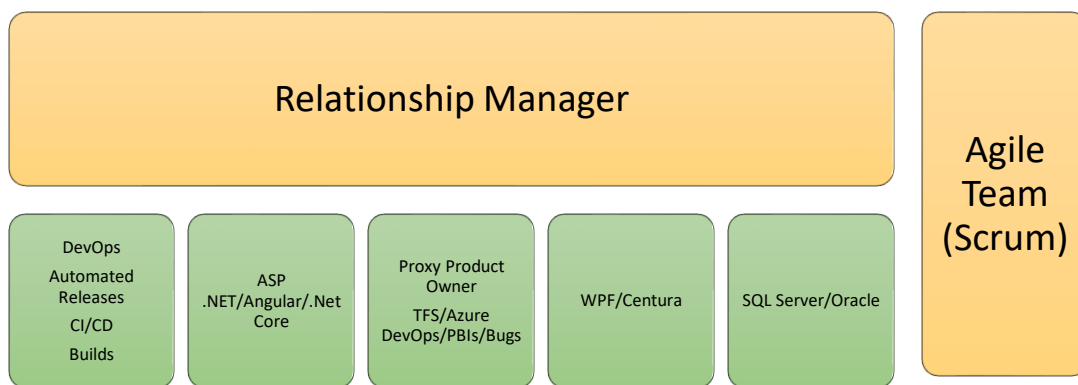 Relationship Manager
Agile
Team
(Scrum)
DevOps
Automated
Releases
CI/CD
Builds
ASP
.NET/Angular/.Net
Core
Proxy Product
Owner
TFS/Azure
DevOps/PBIs/Bugs
WPF/Centura
SQL Server/Oracle